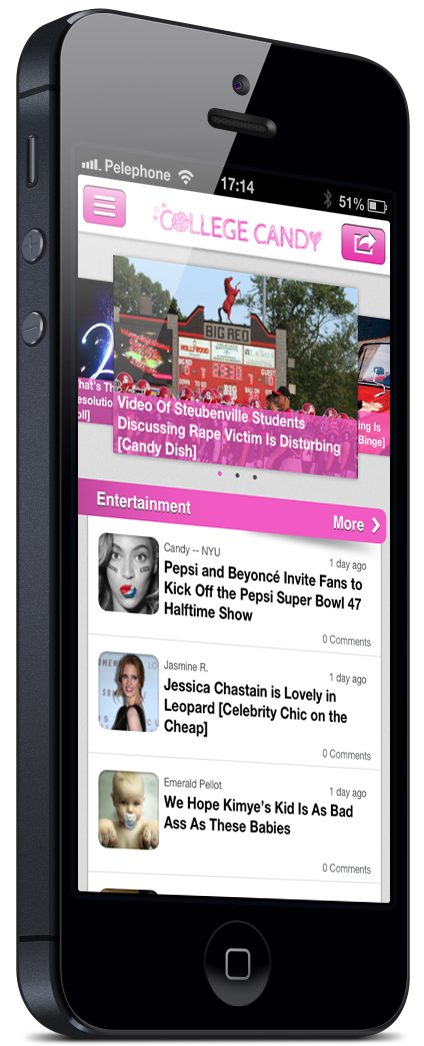 Pelephone
17:14
51%
COLLEGE CANDY
BIG RED
HOLLYWOOD
GUEST
BIG
hat's Th
esolutio
oll]
Video Of Steubenville Students
Discussing Rape Victim Is Disturbing
[Candy Dish]
ing Is
Binge]
Entertainment
More
Candy -- NYU
1 day ago
Pepsi and Beyoncé Invite Fans to
Kick Off the Pepsi Super Bowl 47
Halftime Show
0 Comments
Jasmine R.
1 day ago
Jessica Chastain is Lovely in
Leopard [Celebrity Chic on the
Cheap]
0 Comments
Emerald Pellot
1 day ago
We Hope Kimye's Kid Is As Bad
Ass As These Babies
0 Comments